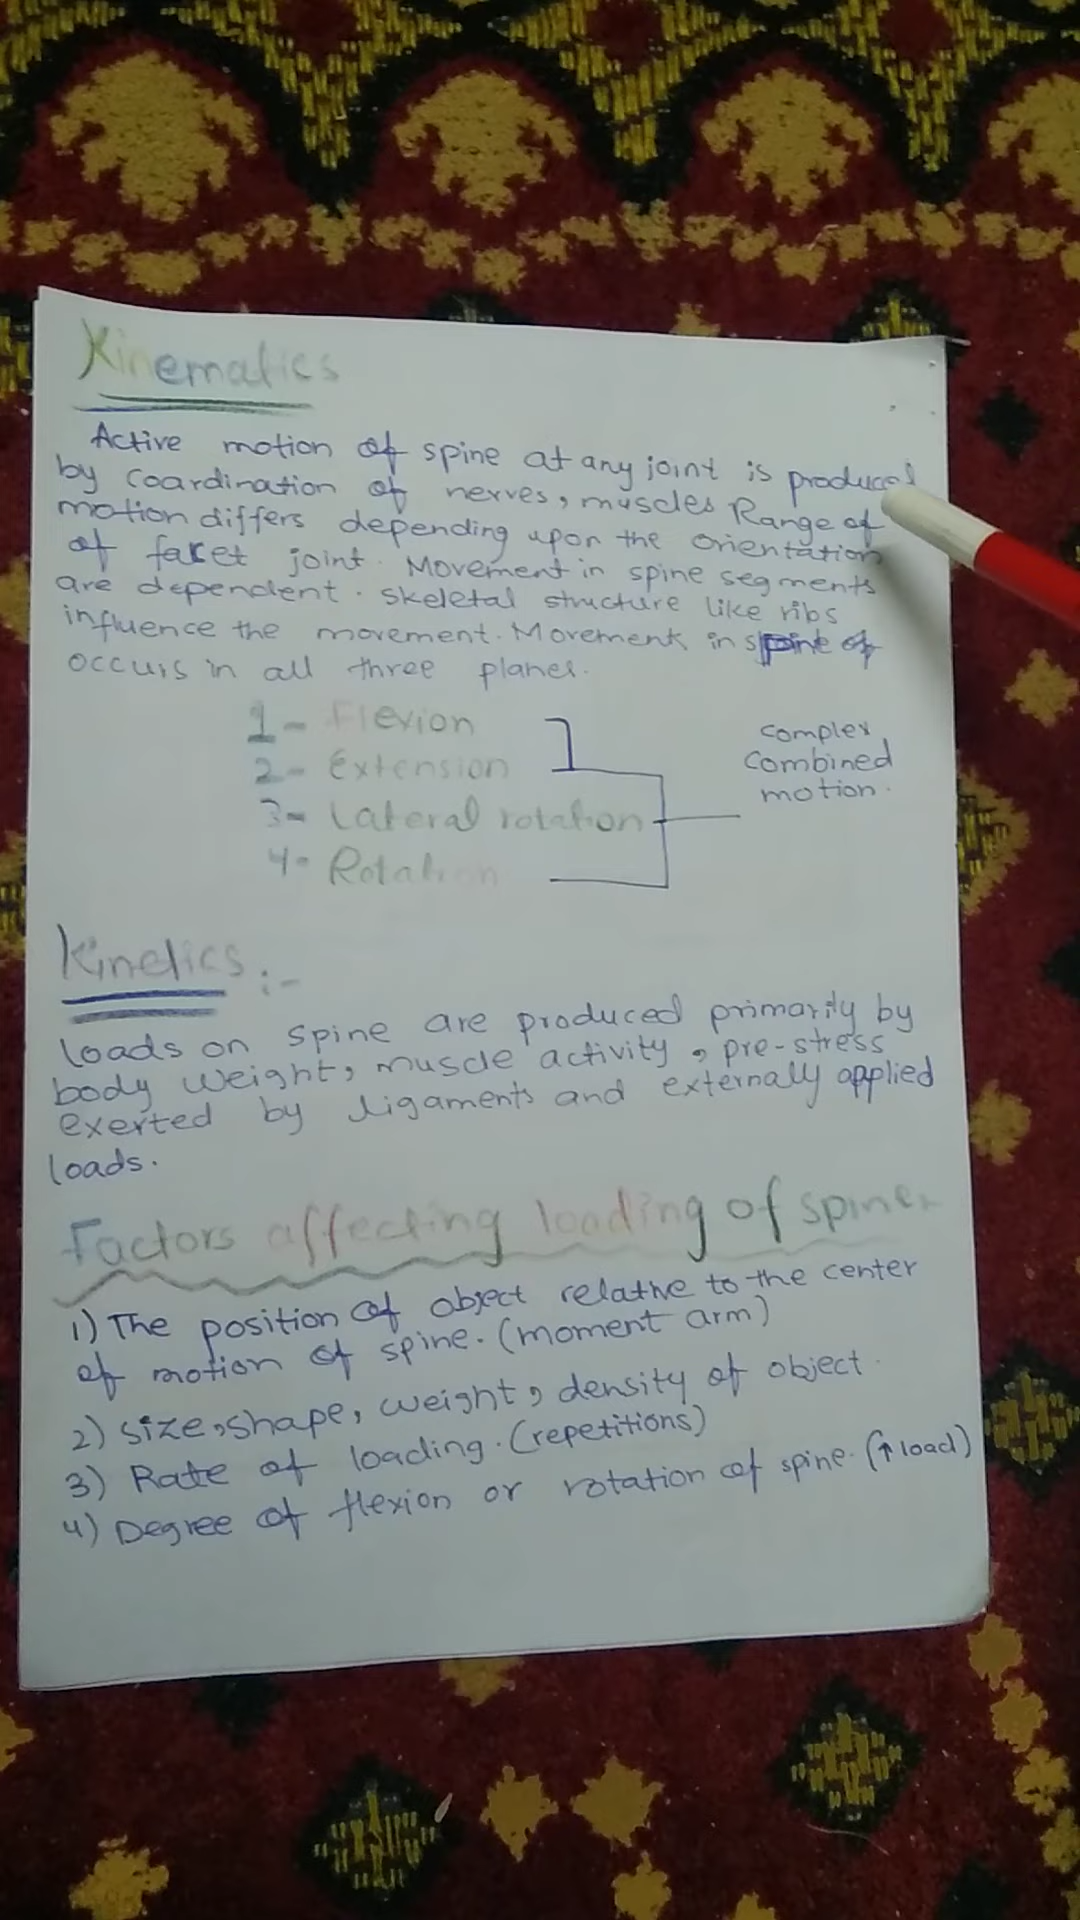 Kinematics
Active motion of spine at any joint is produced
by coardination of nerves, muscles Range of
motion differs depending upon the orientation
of facet joint. Movement in spine segments
are dependent. skeletal structure like ribs
influence the movement. Movement in spine of
occurs in all three planes.
1- Flexion
2- Extension
3- Lateral rotation
4- Rotation
complex
combined
motion.
Kinetics :-
loads on spine are produced primarily by
body weight, muscle activity, pre-stress
exerted by ligaments and externally applied
loads.
Factors affecting loading of spine.
1) The position of object relative to the center
of motion of spine. (moment arm)
2) size, shape, weight, density of object.
3) Rate of loading. (repetitions)
4) Degree of flexion or rotation of spine. (↑ load)